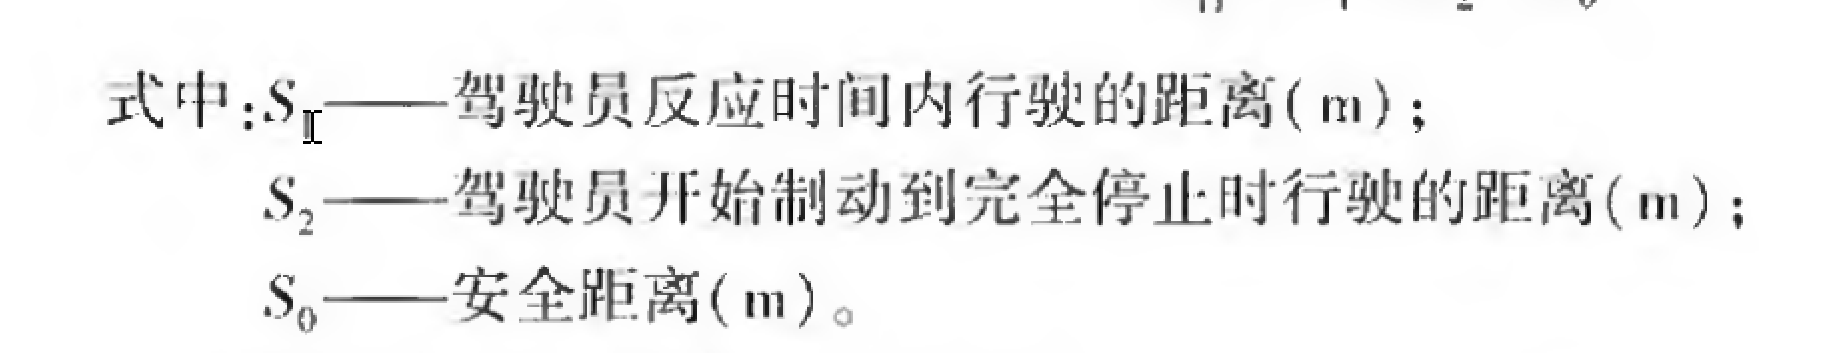 式中:S₁——驾驶员反应时间内行驶的距离(m);
S₂——驾驶员开始制动到完全停止时行驶的距离(m);
S₀——安全距离(m)。